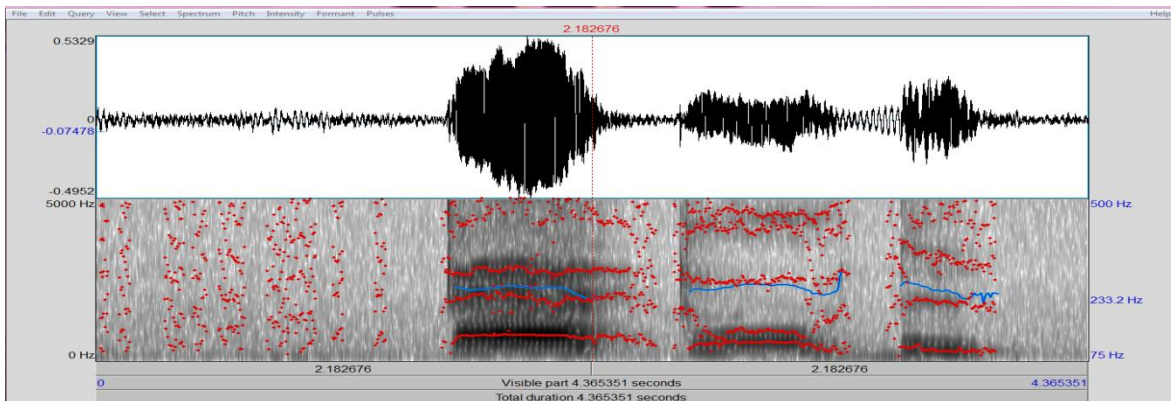 File Edit Query View Select Spectrum Pitch Intensity Formant Pulses Help
2.182676
0.5329
0
-0.07478
-0.4952
5000 Hz 500 Hz
233.2 Hz
0 Hz 75 Hz
2.182676 2.182676
0 Visible part 4.365351 seconds 4.365351
Total duration 4.365351 seconds